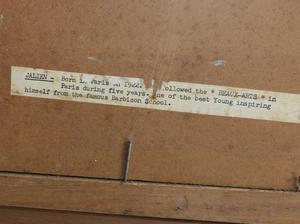 JALIEN - Born in Paris in 1922. followed the " BEAUX-ARTS " in
Paris during five years. One of the best Young inspiring
himself from the famous Barbizon School.